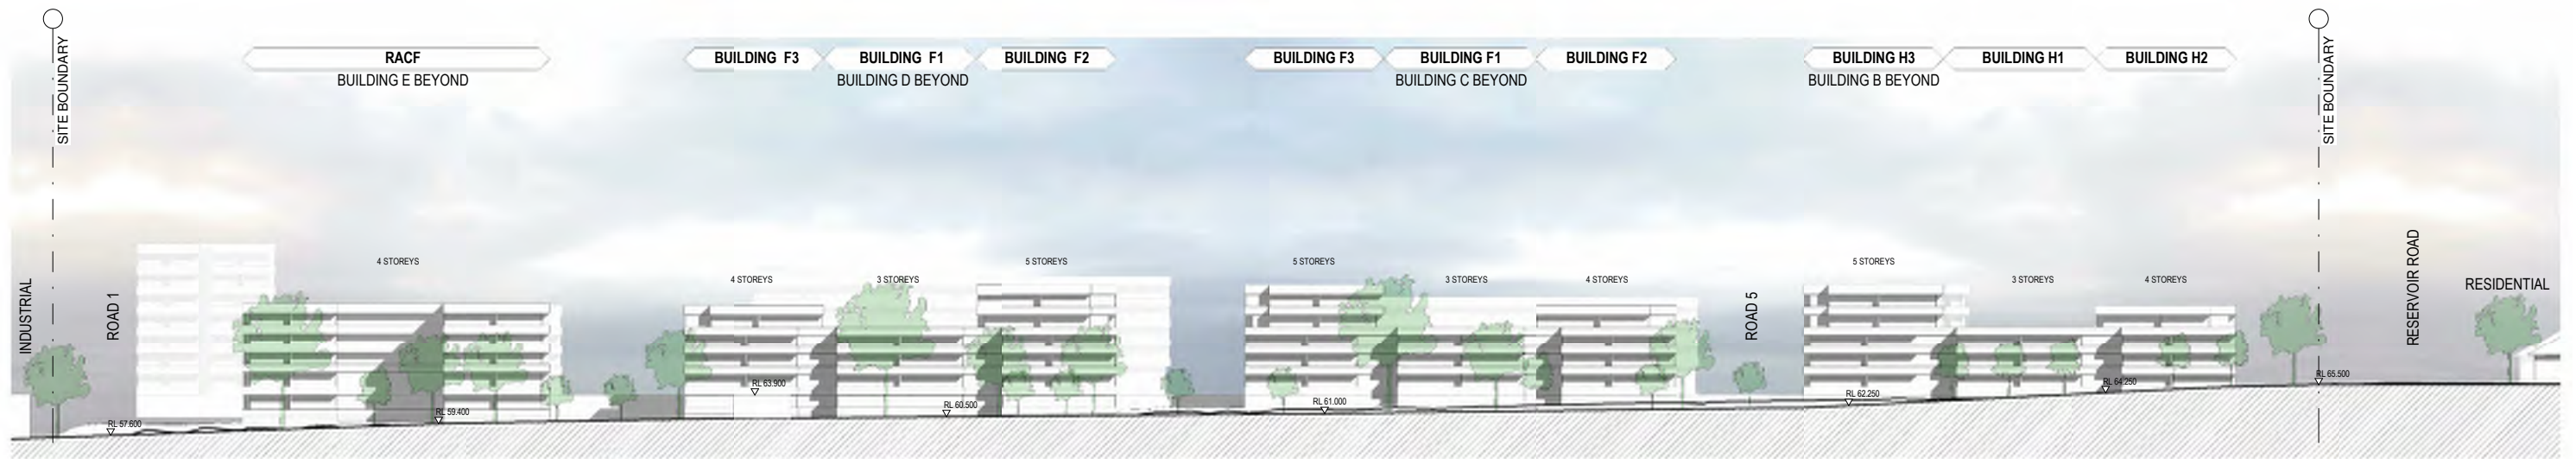 SITE BOUNDARY
RACF
BUILDING E BEYOND
BUILDING F3
BUILDING F1
BUILDING F2
BUILDING D BEYOND
BUILDING F3
BUILDING F1
BUILDING F2
BUILDING C BEYOND
BUILDING H3
BUILDING H1
BUILDING H2
BUILDING B BEYOND
SITE BOUNDARY
4 STOREYS
4 STOREYS
3 STOREYS
5 STOREYS
5 STOREYS
3 STOREYS
4 STOREYS
5 STOREYS
3 STOREYS
4 STOREYS
INDUSTRIAL
ROAD 1
ROAD 5
RESERVOIR ROAD
RESIDENTIAL
RL 57.600
RL 59.400
RL 63.900
RL 60.500
RL 61.000
RL 62.250
RL 64.250
RL 65.500